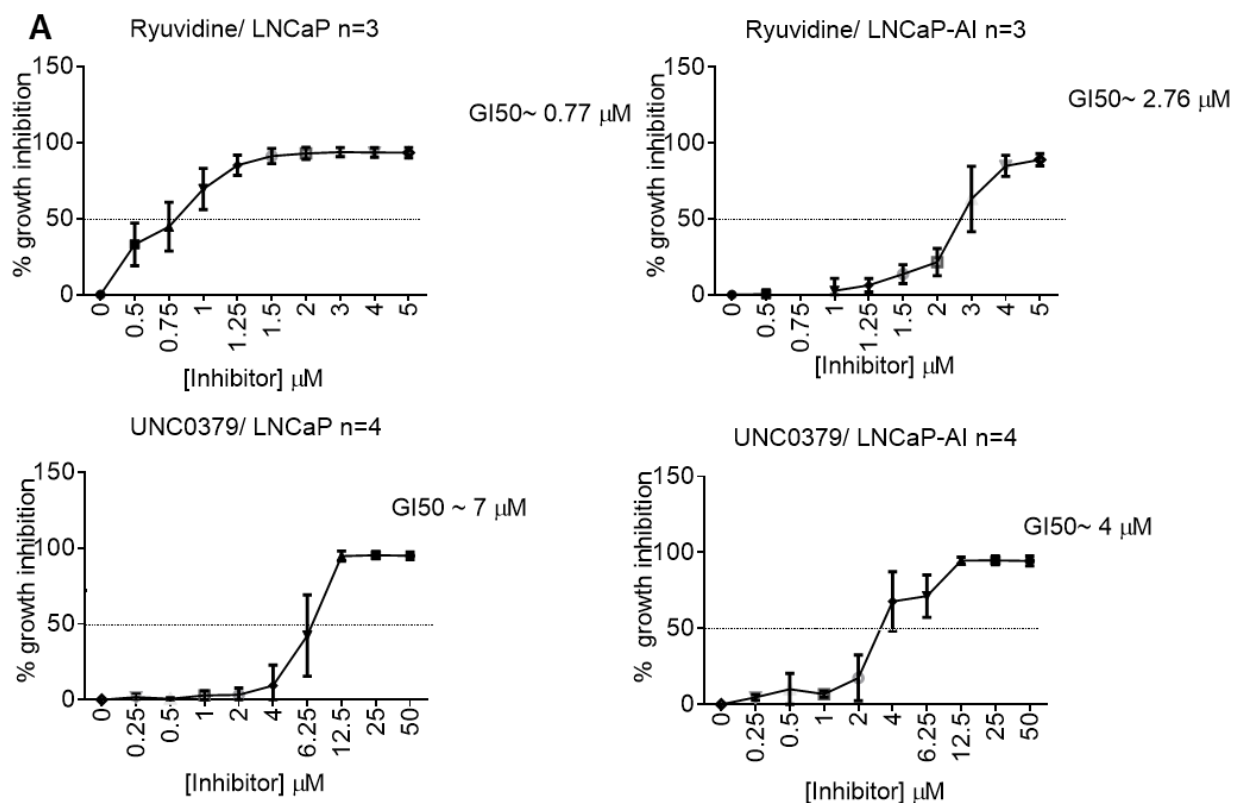 A
Ryuvidine/ LNCaP n=3
% growth inhibition
150
100
50
0
GI50~ 0.77 μM
0 0.5 0.75 1 1.25 1.5 2 3 4 5
[Inhibitor] μM
Ryuvidine/ LNCaP-AI n=3
% growth inhibition
150
100
50
0
GI50~ 2.76 μM
0 0.5 0.75 1 1.25 1.5 2 3 4 5
[Inhibitor] μM
UNC0379/ LNCaP n=4
% growth inhibition
150
100
50
0
GI50 ~ 7 μM
0 0.25 0.5 1 2 4 6.25 12.5 25 50
[Inhibitor] μM
UNC0379/ LNCaP-AI n=4
% growth inhibition
150
100
50
0
GI50~ 4 μM
0 0.25 0.5 1 2 4 6.25 12.5 25 50
[Inhibitor] μM